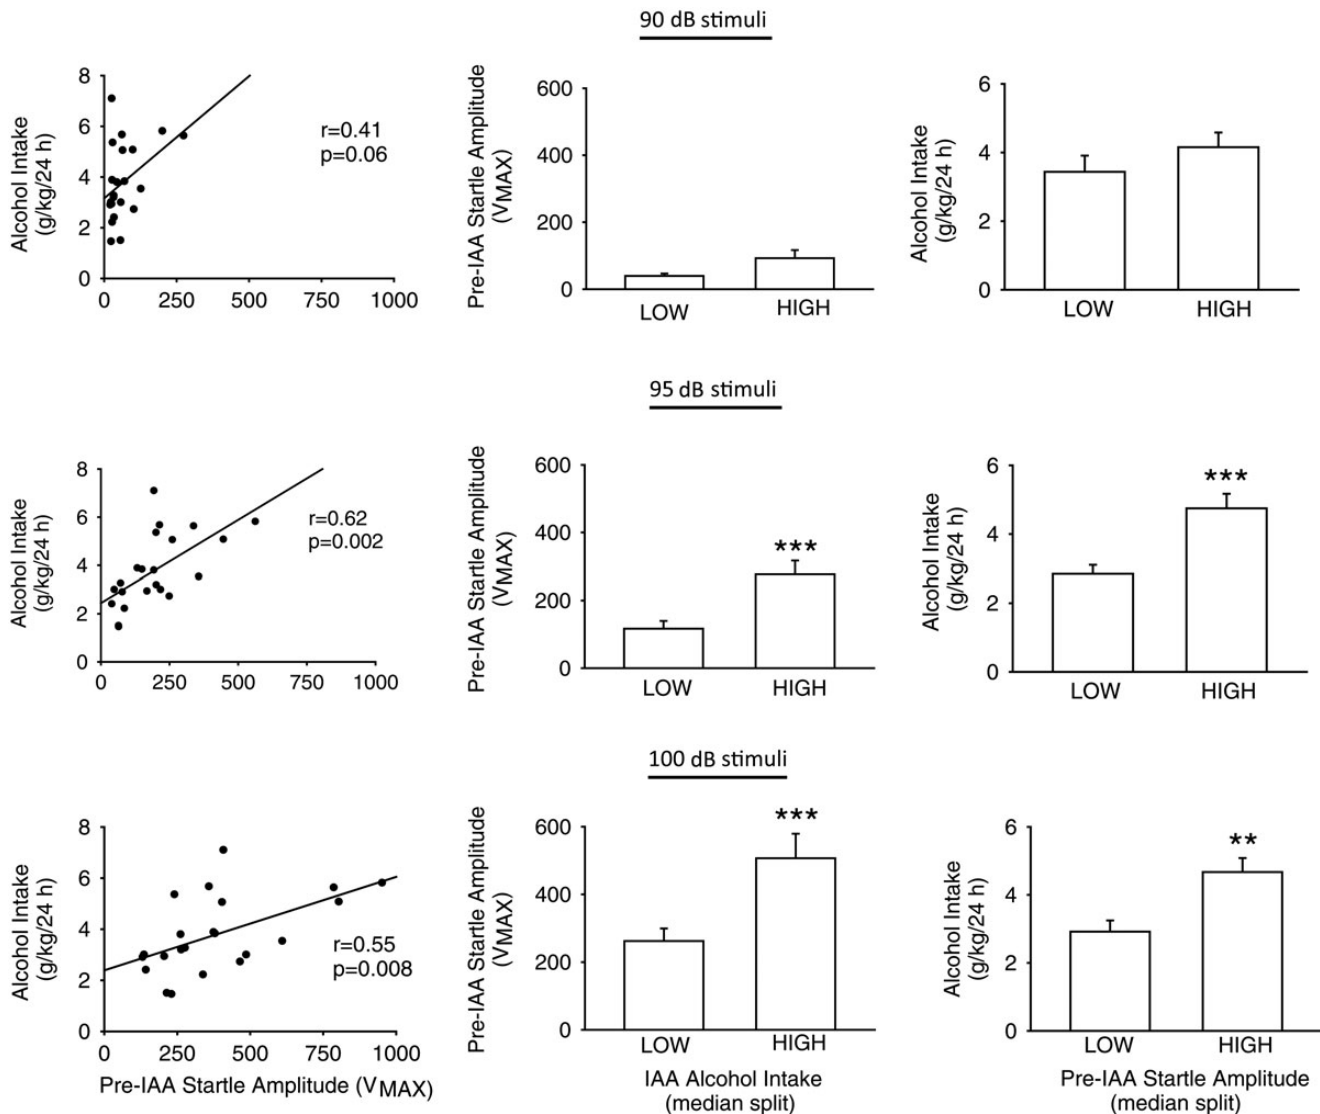 90 dB stimuli
8
6
4
2
0
Alcohol Intake
(g/kg/24 h)
r=0.41
p=0.06
0 250 500 750 1000
600
400
200
0
Pre-IAA Startle Amplitude
(VMAX)
LOW HIGH
6
4
2
0
Alcohol Intake
(g/kg/24 h)
LOW HIGH
95 dB stimuli
8
6
4
2
0
Alcohol Intake
(g/kg/24 h)
r=0.62
p=0.002
0 250 500 750 1000
600
400
200
0
Pre-IAA Startle Amplitude
(VMAX)
***
LOW HIGH
6
4
2
0
Alcohol Intake
(g/kg/24 h)
***
LOW HIGH
100 dB stimuli
8
6
4
2
0
Alcohol Intake
(g/kg/24 h)
r=0.55
p=0.008
0 250 500 750 1000
Pre-IAA Startle Amplitude (VMAX)
600
400
200
0
Pre-IAA Startle Amplitude
(VMAX)
***
LOW HIGH
IAA Alcohol Intake
(median split)
6
4
2
0
Alcohol Intake
(g/kg/24 h)
**
LOW HIGH
Pre-IAA Startle Amplitude
(median split)